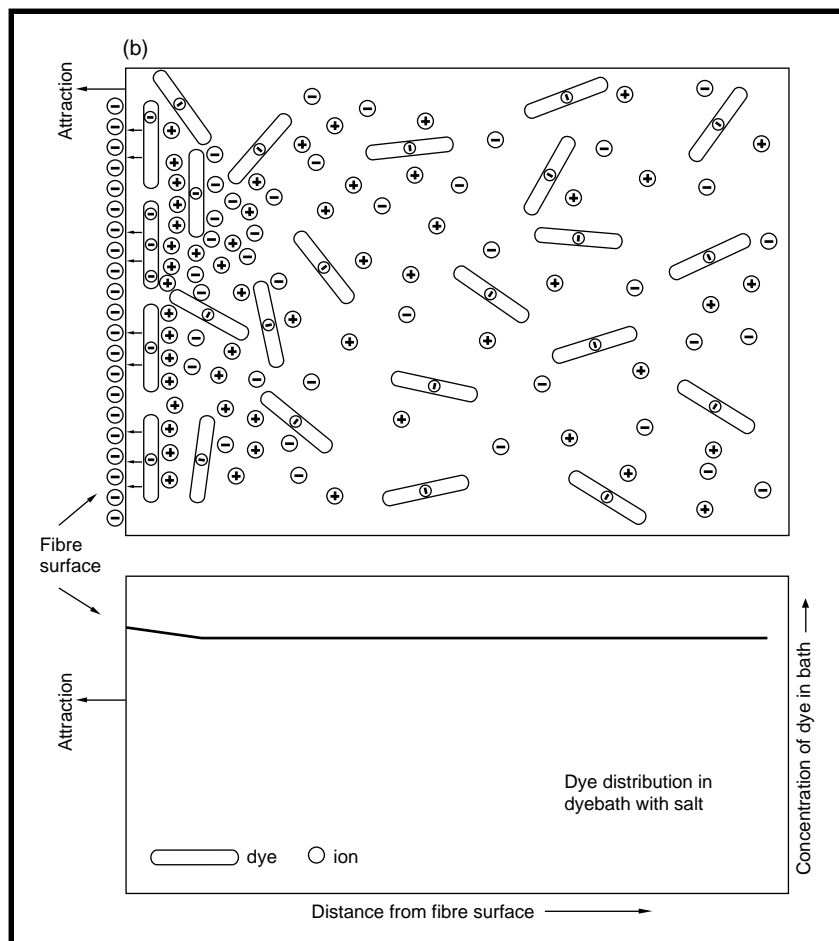 (b)
Attraction
Fibre
surface
Attraction
Concentration of dye in bath
Dye distribution in
dyebath with salt
dye
ion
Distance from fibre surface